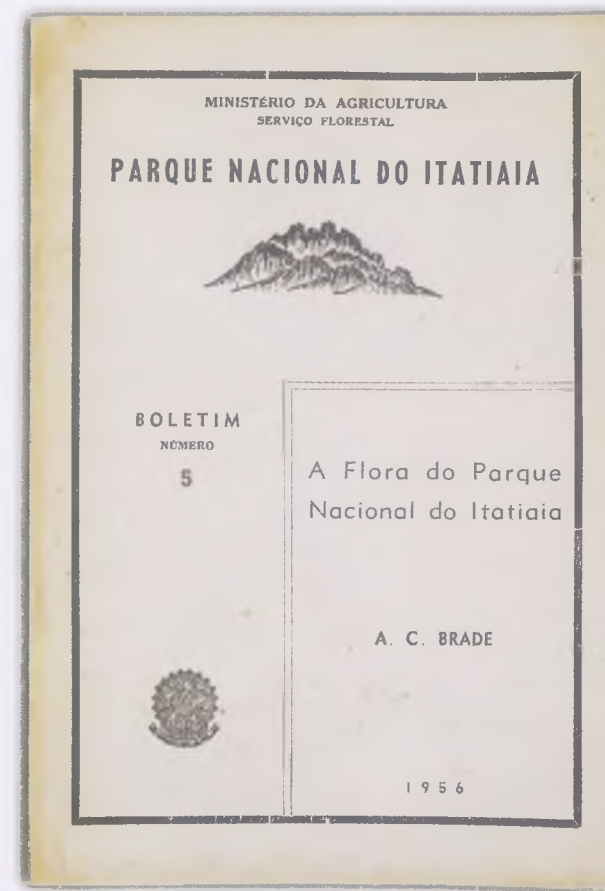 MINISTÉRIO DA AGRICULTURA
SERVIÇO FLORESTAL
PARQUE NACIONAL DO ITATIAIA
BOLETIM
NÚMERO
5
A Flora do Parque
Nacional do Itatiaia
A. C. BRADE
1956